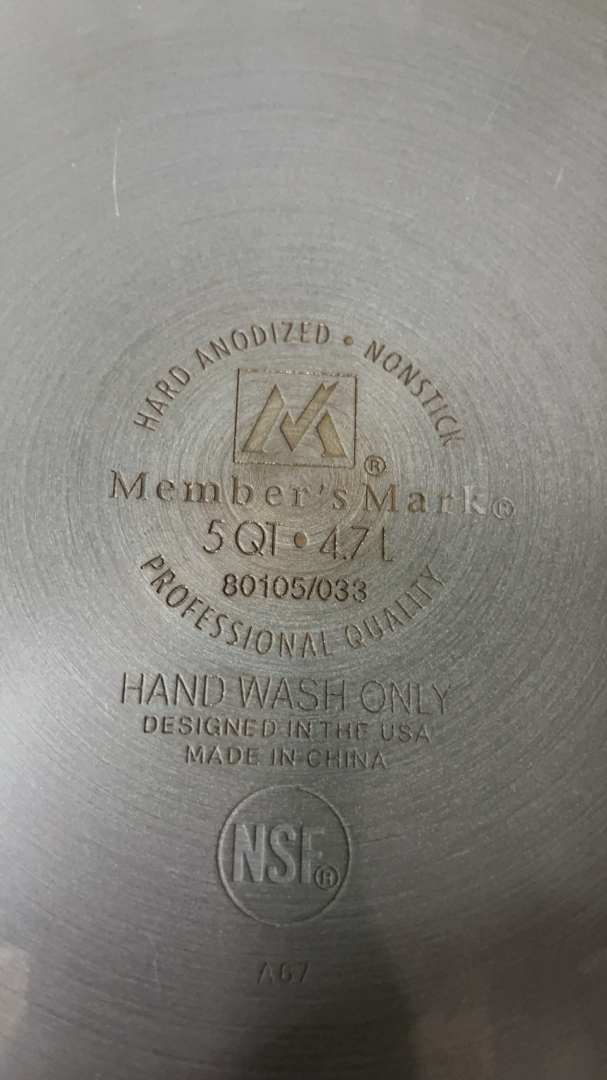 HARD ANODIZED • NONSTICK
M®
Member's Mark®
5 QT • 4.7 L
80105/033
PROFESSIONAL QUALITY
HAND WASH ONLY
DESIGNED IN THE USA
MADE IN CHINA
NSF®
A67